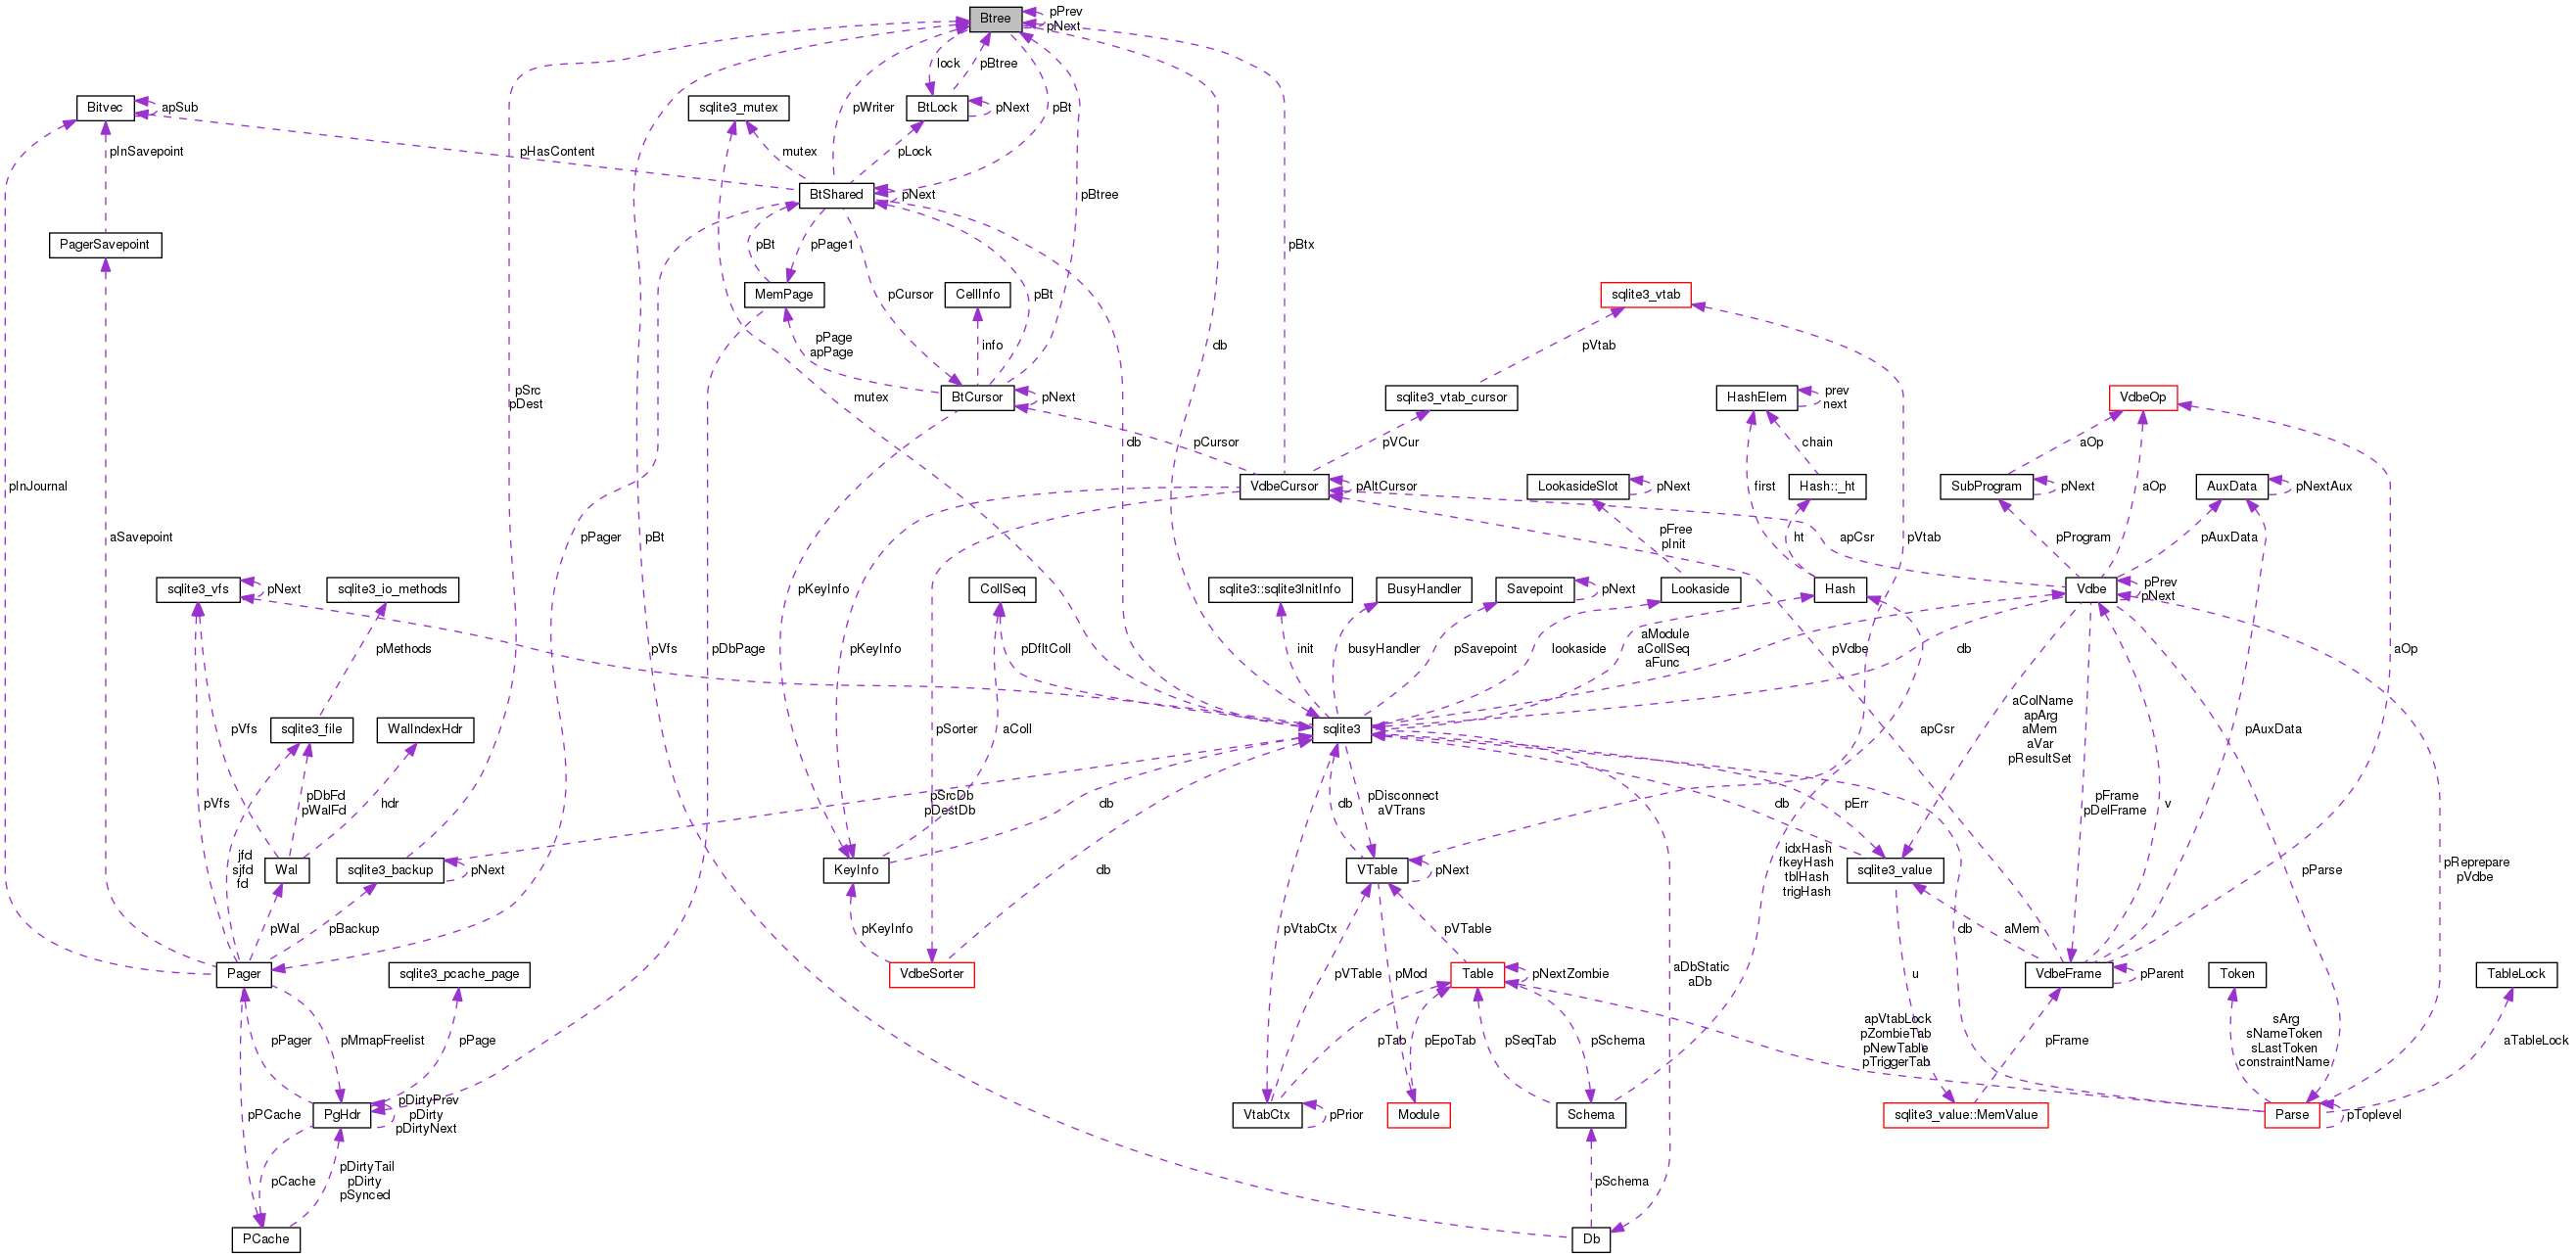 Btree
pPrev
pNext
lock
pBtree
Bitvec
apSub
sqlite3_mutex
pWriter
BtLock
pNext
pBt
pInSavepoint
pHasContent
mutex
pLock
BtShared
pNext
pBtree
PagerSavepoint
pBt
pPage1
pBtx
MemPage
pCursor
CellInfo
pBt
sqlite3_vtab
pPage
apPage
info
db
pVtab
pSrc
pDest
mutex
BtCursor
pNext
sqlite3_vtab_cursor
HashElem
prev
next
VdbeOp
db
pCursor
pVCur
chain
aOp
pInJournal
VdbeCursor
pAltCursor
LookasideSlot
pNext
first
Hash::_ht
SubProgram
pNext
aOp
AuxData
pNextAux
aSavepoint
pPager
pBt
pFree
pInit
ht
apCsr
pVtab
pProgram
pAuxData
sqlite3_vfs
pNext
sqlite3_io_methods
pKeyInfo
CollSeq
sqlite3::sqlite3InitInfo
BusyHandler
Savepoint
pNext
Lookaside
Hash
Vdbe
pPrev
pNext
pMethods
pVfs
pDbPage
pKeyInfo
pDfltColl
init
busyHandler
pSavepoint
lookaside
aModule
aCollSeq
aFunc
pVdbe
db
aOp
pVfs
sqlite3_file
WalIndexHdr
pSorter
aColl
sqlite3
aColName
apArg
aMem
aVar
pResultSet
apCsr
pAuxData
pVfs
pDbFd
pWalFd
hdr
pSrcDb
pDestDb
db
db
pDisconnect
aVTrans
pErr
db
pFrame
pDelFrame
v
jfd
sjfd
fd
Wal
sqlite3_backup
pNext
KeyInfo
db
VTable
pNext
idxHash
fkeyHash
tblHash
trigHash
sqlite3_value
pParse
pReprepare
pVdbe
pWal
pBackup
pKeyInfo
pVtabCtx
pVTable
db
aMem
Pager
sqlite3_pcache_page
VdbeSorter
pVTable
pMod
Table
pNextZombie
aDbStatic
aDb
u
VdbeFrame
pParent
Token
TableLock
pPager
pMmapFreelist
pPage
pTab
pEpoTab
pSeqTab
pSchema
apVtabLock
pZombieTab
pNewTable
pTriggerTab
pFrame
sArg
sNameToken
sLastToken
constraintName
aTableLock
pPCache
PgHdr
pDirtyPrev
pDirty
pDirtyNext
VtabCtx
pPrior
Module
Schema
sqlite3_value::MemValue
Parse
pToplevel
pCache
pDirtyTail
pDirty
pSynced
pSchema
PCache
Db